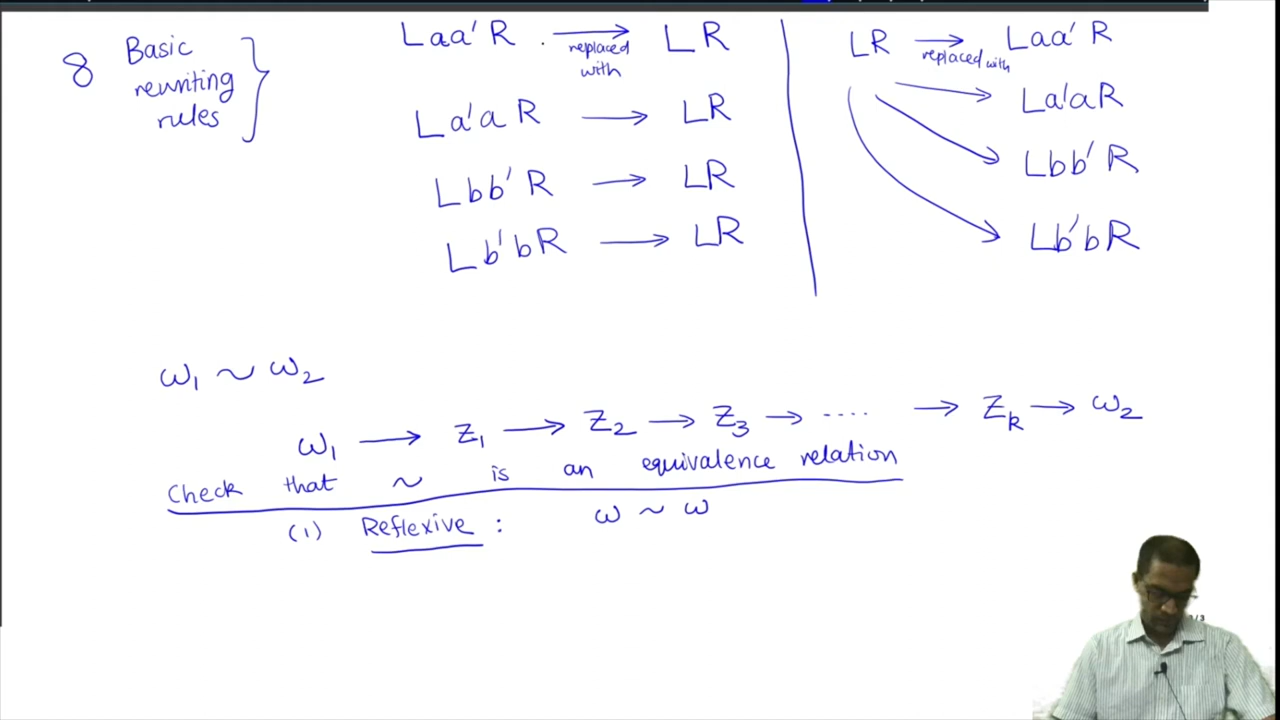 8 Basic rewriting rules }
Laa'R → replaced with LR
La'aR → LR
Lbb'R → LR
Lb'bR → LR
LR → replaced with Laa'R
La'aR
Lbb'R
Lb'bR
ω₁ ~ ω₂
ω₁ → Z₁ → Z₂ → Z₃ → .... → Z_k → ω₂
Check that ~ is an equivalence relation
(1) Reflexive : ω ~ ω